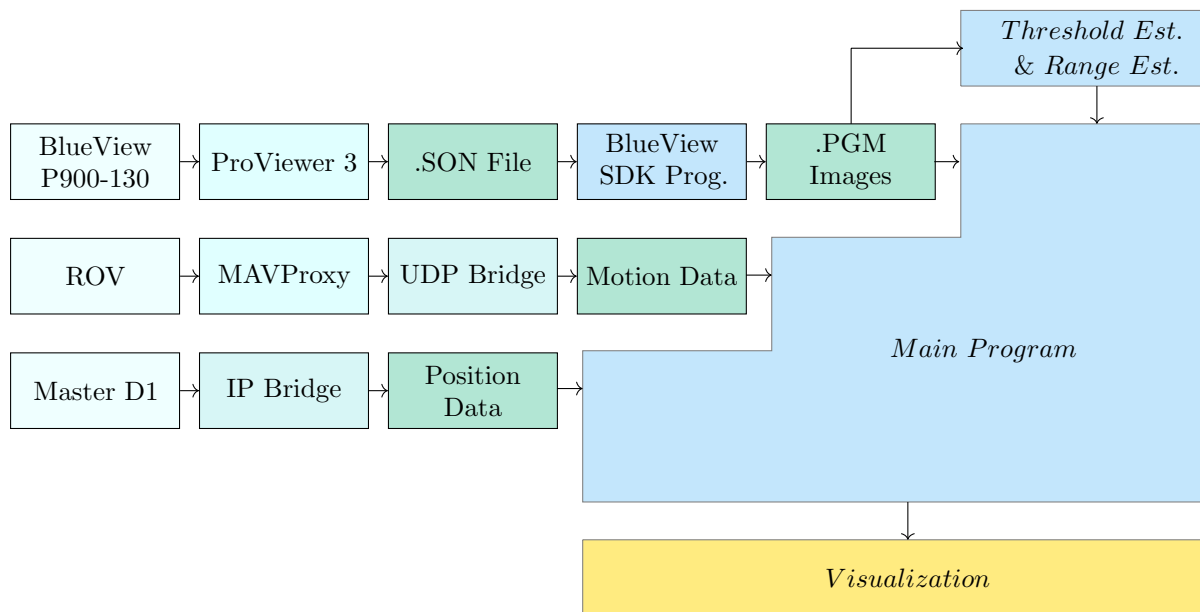 Threshold Est.
& Range Est.
BlueView
P900-130
ProViewer 3
.SON File
BlueView
SDK Prog.
.PGM
Images
ROV
MAVProxy
UDP Bridge
Motion Data
Main Program
Master D1
IP Bridge
Position
Data
Visualization